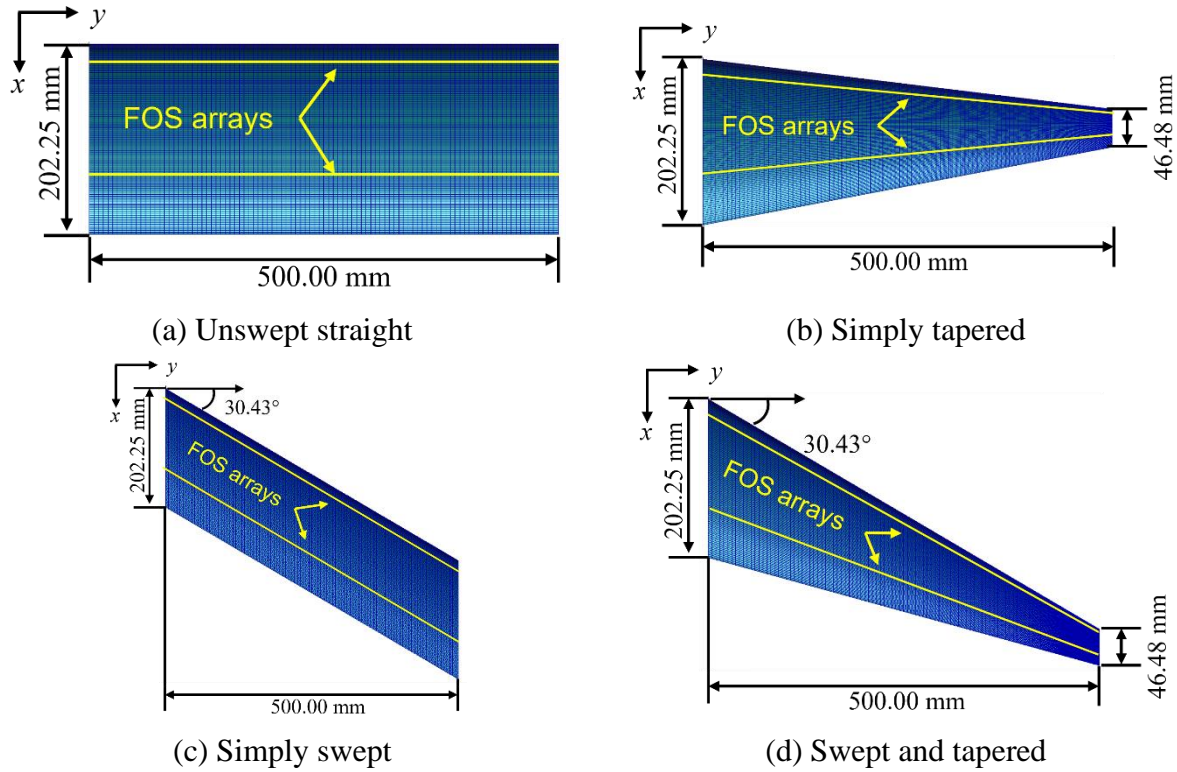 y
x
202.25 mm
FOS arrays
500.00 mm
(a) Unswept straight
y
x
202.25 mm
FOS arrays
46.48 mm
500.00 mm
(b) Simply tapered
y
x
30.43°
202.25 mm
FOS arrays
500.00 mm
(c) Simply swept
y
x
30.43°
202.25 mm
FOS arrays
46.48 mm
500.00 mm
(d) Swept and tapered